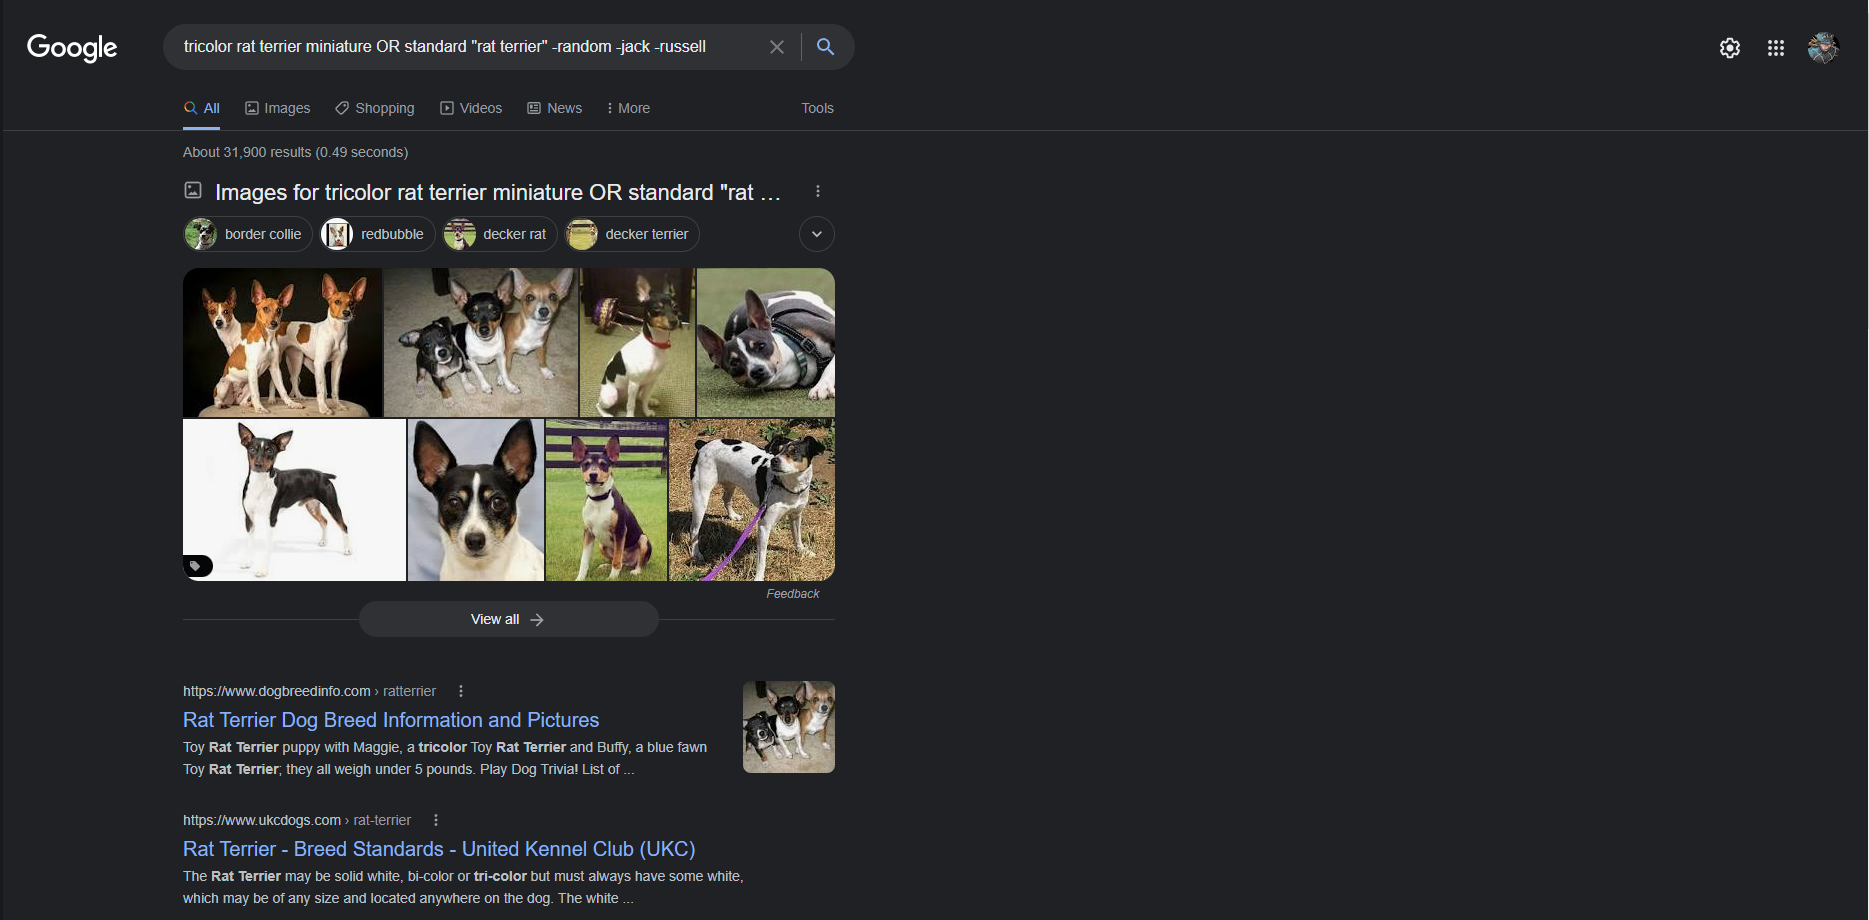 Google
tricolor rat terrier miniature OR standard "rat terrier" -random -jack -russell
All Images Shopping Videos News More Tools
About 31,900 results (0.49 seconds)
Images for tricolor rat terrier miniature OR standard "rat ...
border collie redbubble decker rat decker terrier
Feedback
View all
https://www.dogbreedinfo.com › ratterrier
Rat Terrier Dog Breed Information and Pictures
Toy Rat Terrier puppy with Maggie, a tricolor Toy Rat Terrier and Buffy, a blue fawn
Toy Rat Terrier; they all weigh under 5 pounds. Play Dog Trivia! List of ...
https://www.ukcdogs.com › rat-terrier
Rat Terrier - Breed Standards - United Kennel Club (UKC)
The Rat Terrier may be solid white, bi-color or tri-color but must always have some white,
which may be of any size and located anywhere on the dog. The white ...